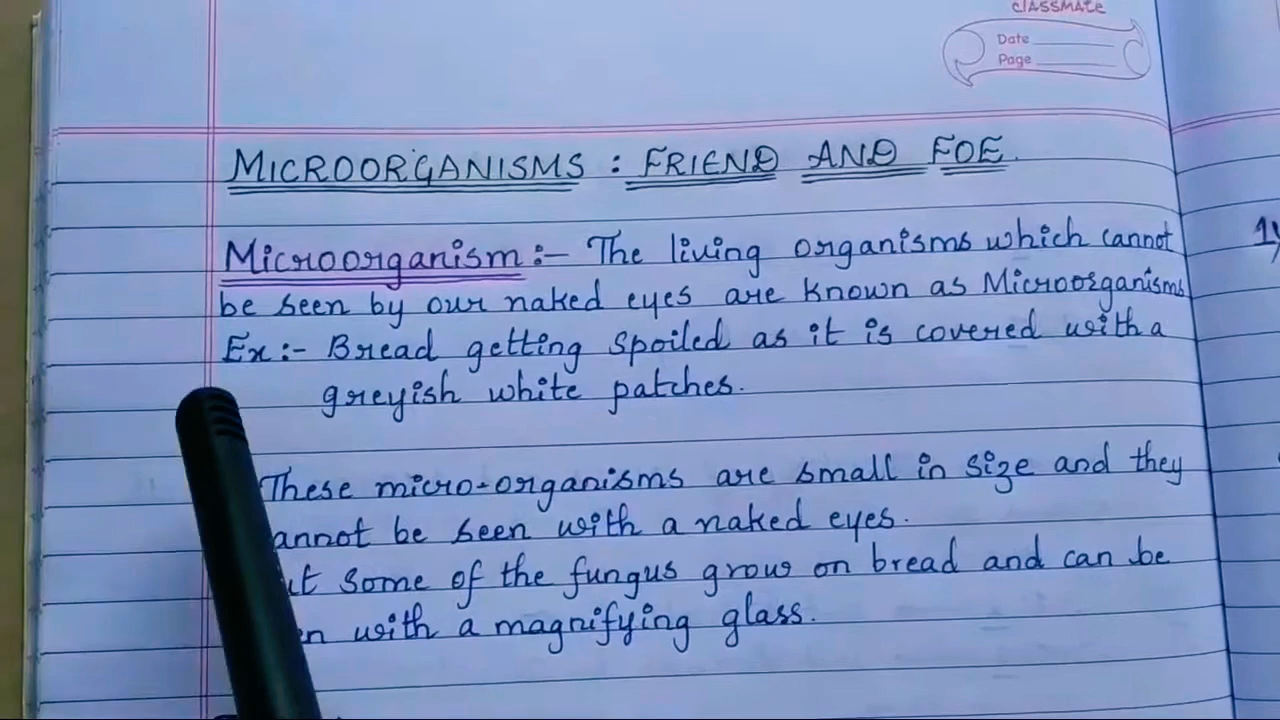 classmate
Date
Page
MICROORGANISMS : FRIEND AND FOE.
Microorganism :- The living organisms which cannot
be seen by our naked eyes are known as Microorganisms
Ex:- Bread getting spoiled as it is covered with a
greyish white patches.
These micro-organisms are small in size and they
annot be seen with a naked eyes.
ut some of the fungus grow on bread and can be
en with a magnifying glass.